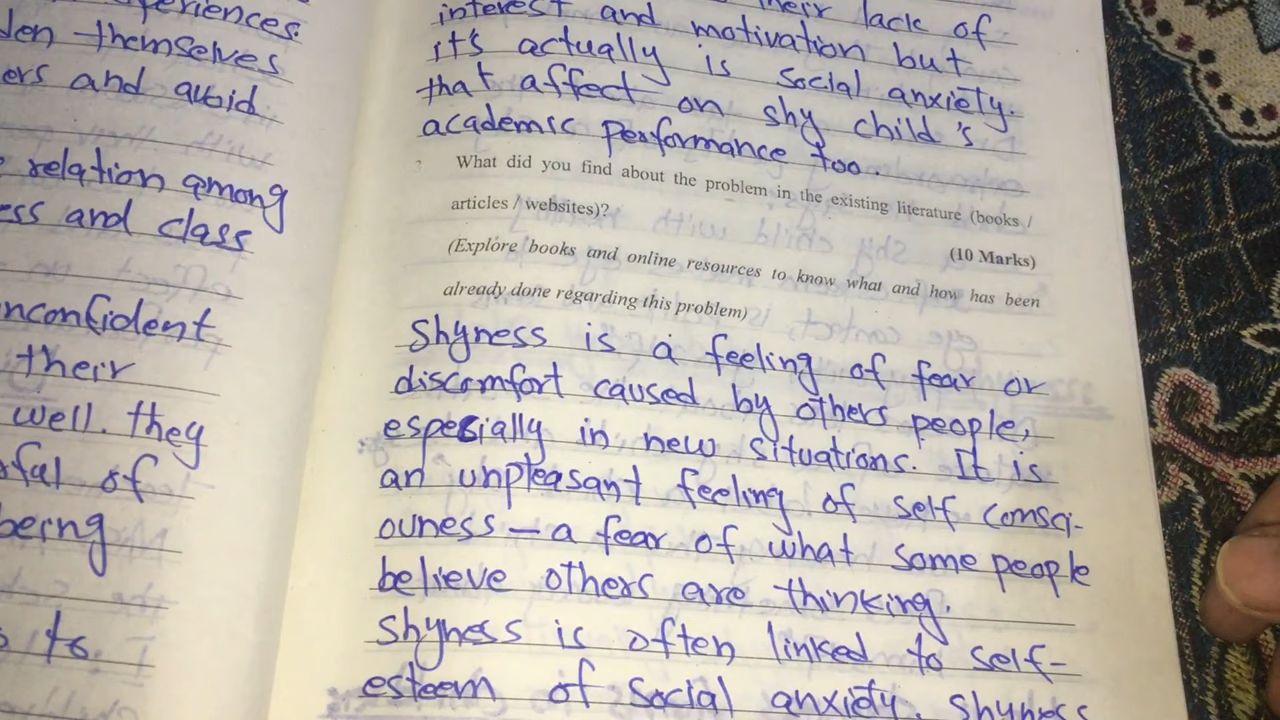 themselves
ers and avoid
relation among
and class
their
well. they
of
being
to
their lack of
interest and motivation but
it's actually is social anxiety.
that affect on shy child's
academic performance too.
What did you find about the problem in the existing literature (books /
articles / websites)?
(10 Marks)
(Explore books and online resources to know what and how has been
already done regarding this problem)
Shyness is a feeling of fear or
discomfort caused by others people,
especially in new situations. It is
an unpleasant feeling of self consci-
ouness – a fear of what some people
believe others are thinking.
Shyness is often linked to self-
esteem of social anxiety. Shyness